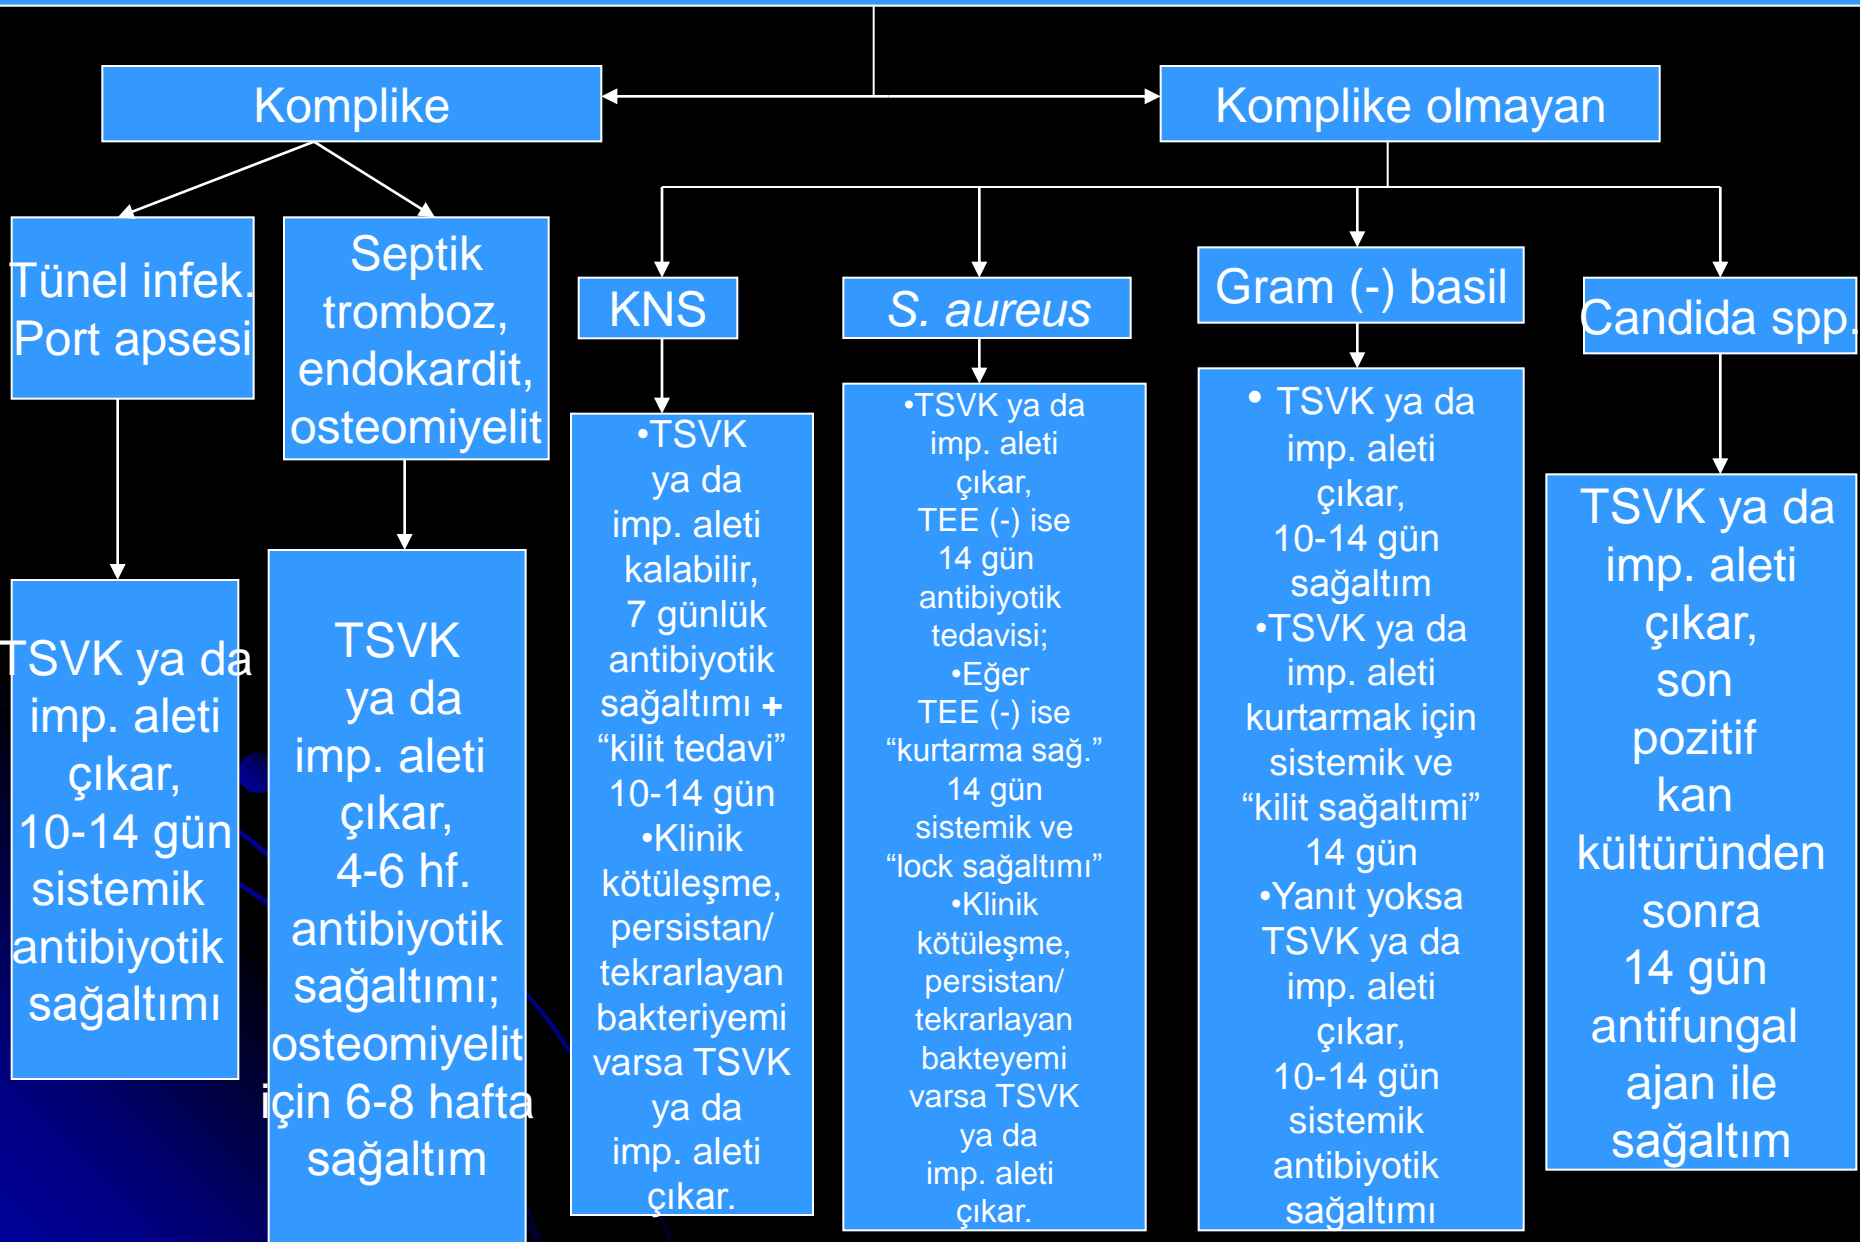 Komplike
Komplike olmayan
Tünel infek.
Port apsesi
Septik
tromboz,
endokardit,
osteomiyelit
KNS
S. aureus
Gram (-) basil
Candida spp.
TSVK ya da
imp. aleti
çıkar,
10-14 gün
sistemik
antibiyotik
sağaltımı
TSVK
ya da
imp. aleti
çıkar,
4-6 hf.
antibiyotik
sağaltımı;
osteomiyelit
için 6-8 hafta
sağaltım
•TSVK
ya da
imp. aleti
kalabilir,
7 günlük
antibiyotik
sağaltımı +
“kilit tedavi”
10-14 gün
•Klinik
kötüleşme,
persistan/
tekrarlayan
bakteriyemi
varsa TSVK
ya da
imp. aleti
çıkar.
•TSVK ya da
imp. aleti
çıkar,
TEE (-) ise
14 gün
antibiyotik
tedavisi;
•Eğer
TEE (-) ise
“kurtarma sağ.”
14 gün
sistemik ve
“lock sağaltımı”
•Klinik
kötüleşme,
persistan/
tekrarlayan
bakteyemi
varsa TSVK
ya da
imp. aleti
çıkar.
• TSVK ya da
imp. aleti
çıkar,
10-14 gün
sağaltım
•TSVK ya da
imp. aleti
kurtarmak için
sistemik ve
“kilit sağaltımi”
14 gün
•Yanıt yoksa
TSVK ya da
imp. aleti
çıkar,
10-14 gün
sistemik
antibiyotik
sağaltımı
TSVK ya da
imp. aleti
çıkar,
son
pozitif
kan
kültüründen
sonra
14 gün
antifungal
ajan ile
sağaltım